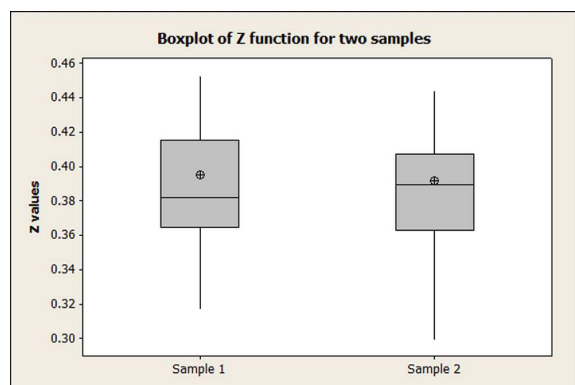 Boxplot of Z function for two samples
0.46
0.44
0.42
0.40
0.38
0.36
0.34
0.32
0.30
Z values
Sample 1
Sample 2